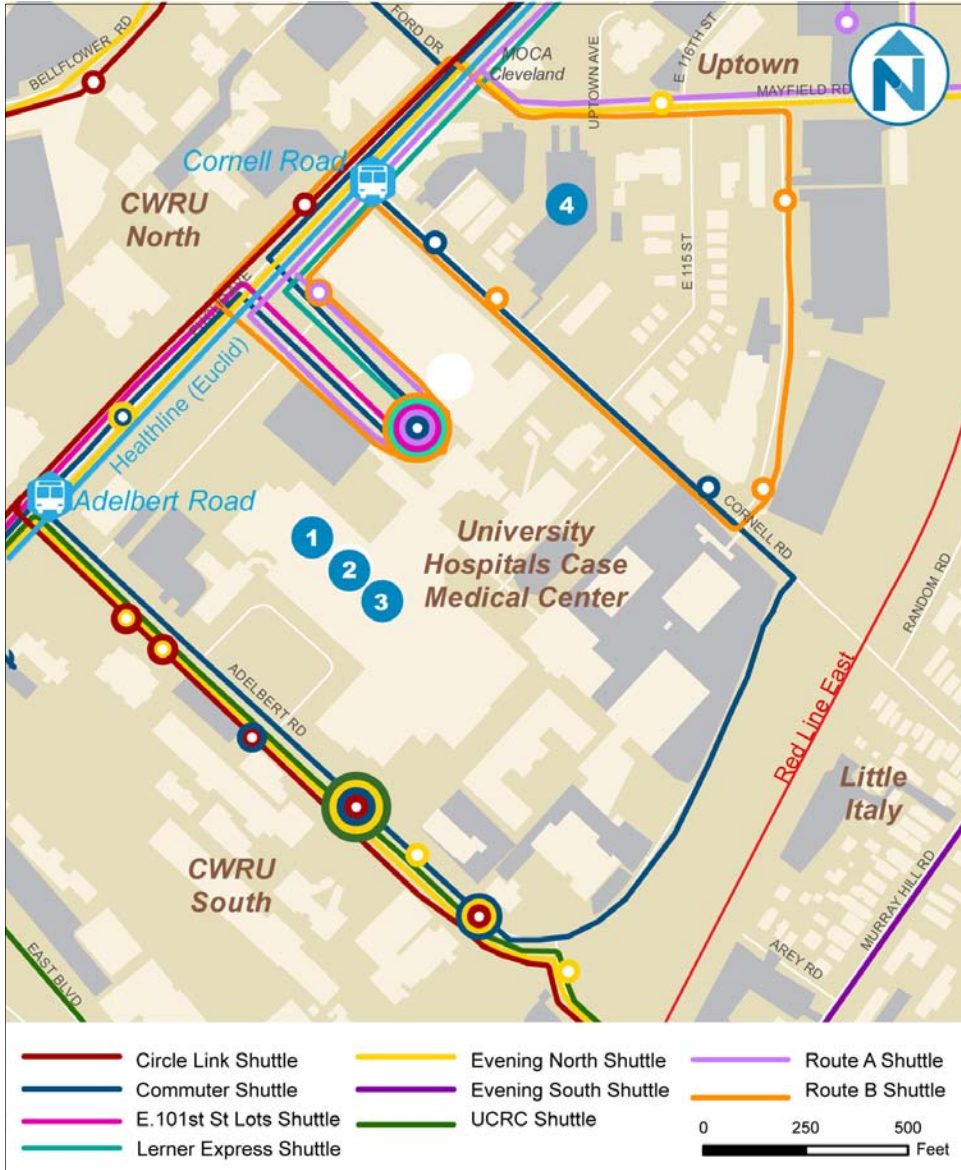 BELLFLOWER RD
FORD DR
MOCA
Cleveland
UPTOWN AVE
E 116TH ST
Uptown
MAYFIELD RD
N
Cornell Road
CWRU
North
4
E 115 ST
Healthline (Euclid)
Adelbert Road
1
2
3
University
Hospitals Case
Medical Center
CORNELL RD
RANDOM RD
ADELBERT RD
Red Line East
Little
Italy
CWRU
South
MURRAY HILL RD
AREY RD
EAST BLVD
Circle Link Shuttle
Commuter Shuttle
E.101st St Lots Shuttle
Lerner Express Shuttle
Evening North Shuttle
Evening South Shuttle
UCRC Shuttle
Route A Shuttle
Route B Shuttle
0 250 500
Feet